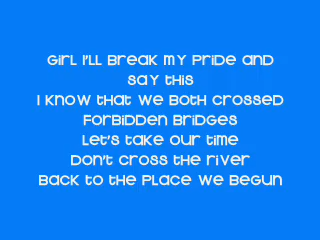 Girl I'll break my pride and
say this
I know that we both crossed
forbidden bridges
Let's take our time
Don't cross the river
Back to the place we begun